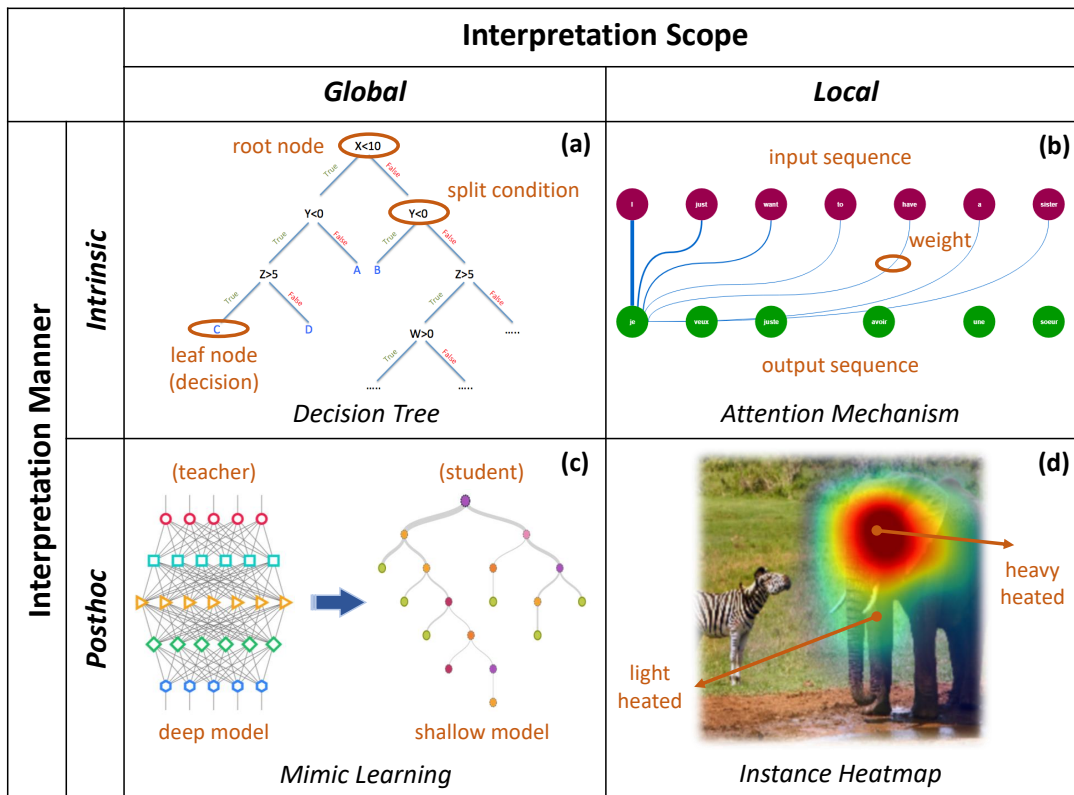 Interpretation Scope
Global
Local
Interpretation Manner
Intrinsic
Posthoc
(a)
root node
X<10
True
False
split condition
Y<0
Y<0
True
False
True
False
A
B
Z>5
Z>5
True
False
True
False
C
D
W>0
.....
leaf node
(decision)
True
False
.....
.....
Decision Tree
(b)
input sequence
I
just
want
to
have
a
sister
weight
je
veux
juste
avoir
une
soeur
output sequence
Attention Mechanism
(c)
(teacher)
(student)
deep model
shallow model
Mimic Learning
(d)
heavy
heated
light
heated
Instance Heatmap